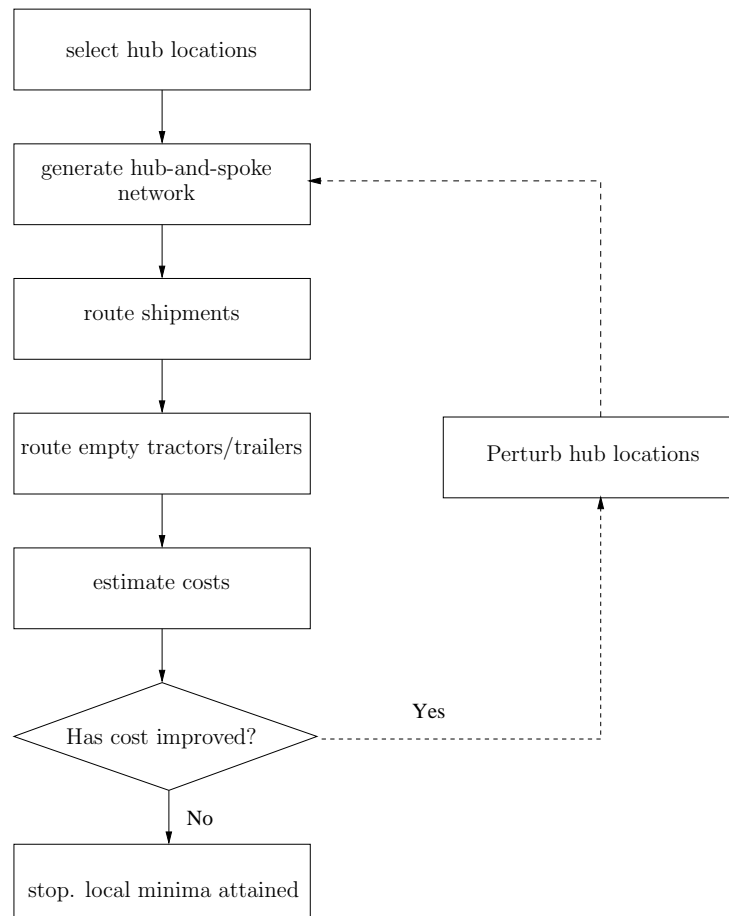 select hub locations
generate hub-and-spoke
network
route shipments
route empty tractors/trailers
Perturb hub locations
estimate costs
Yes
Has cost improved?
No
stop. local minima attained